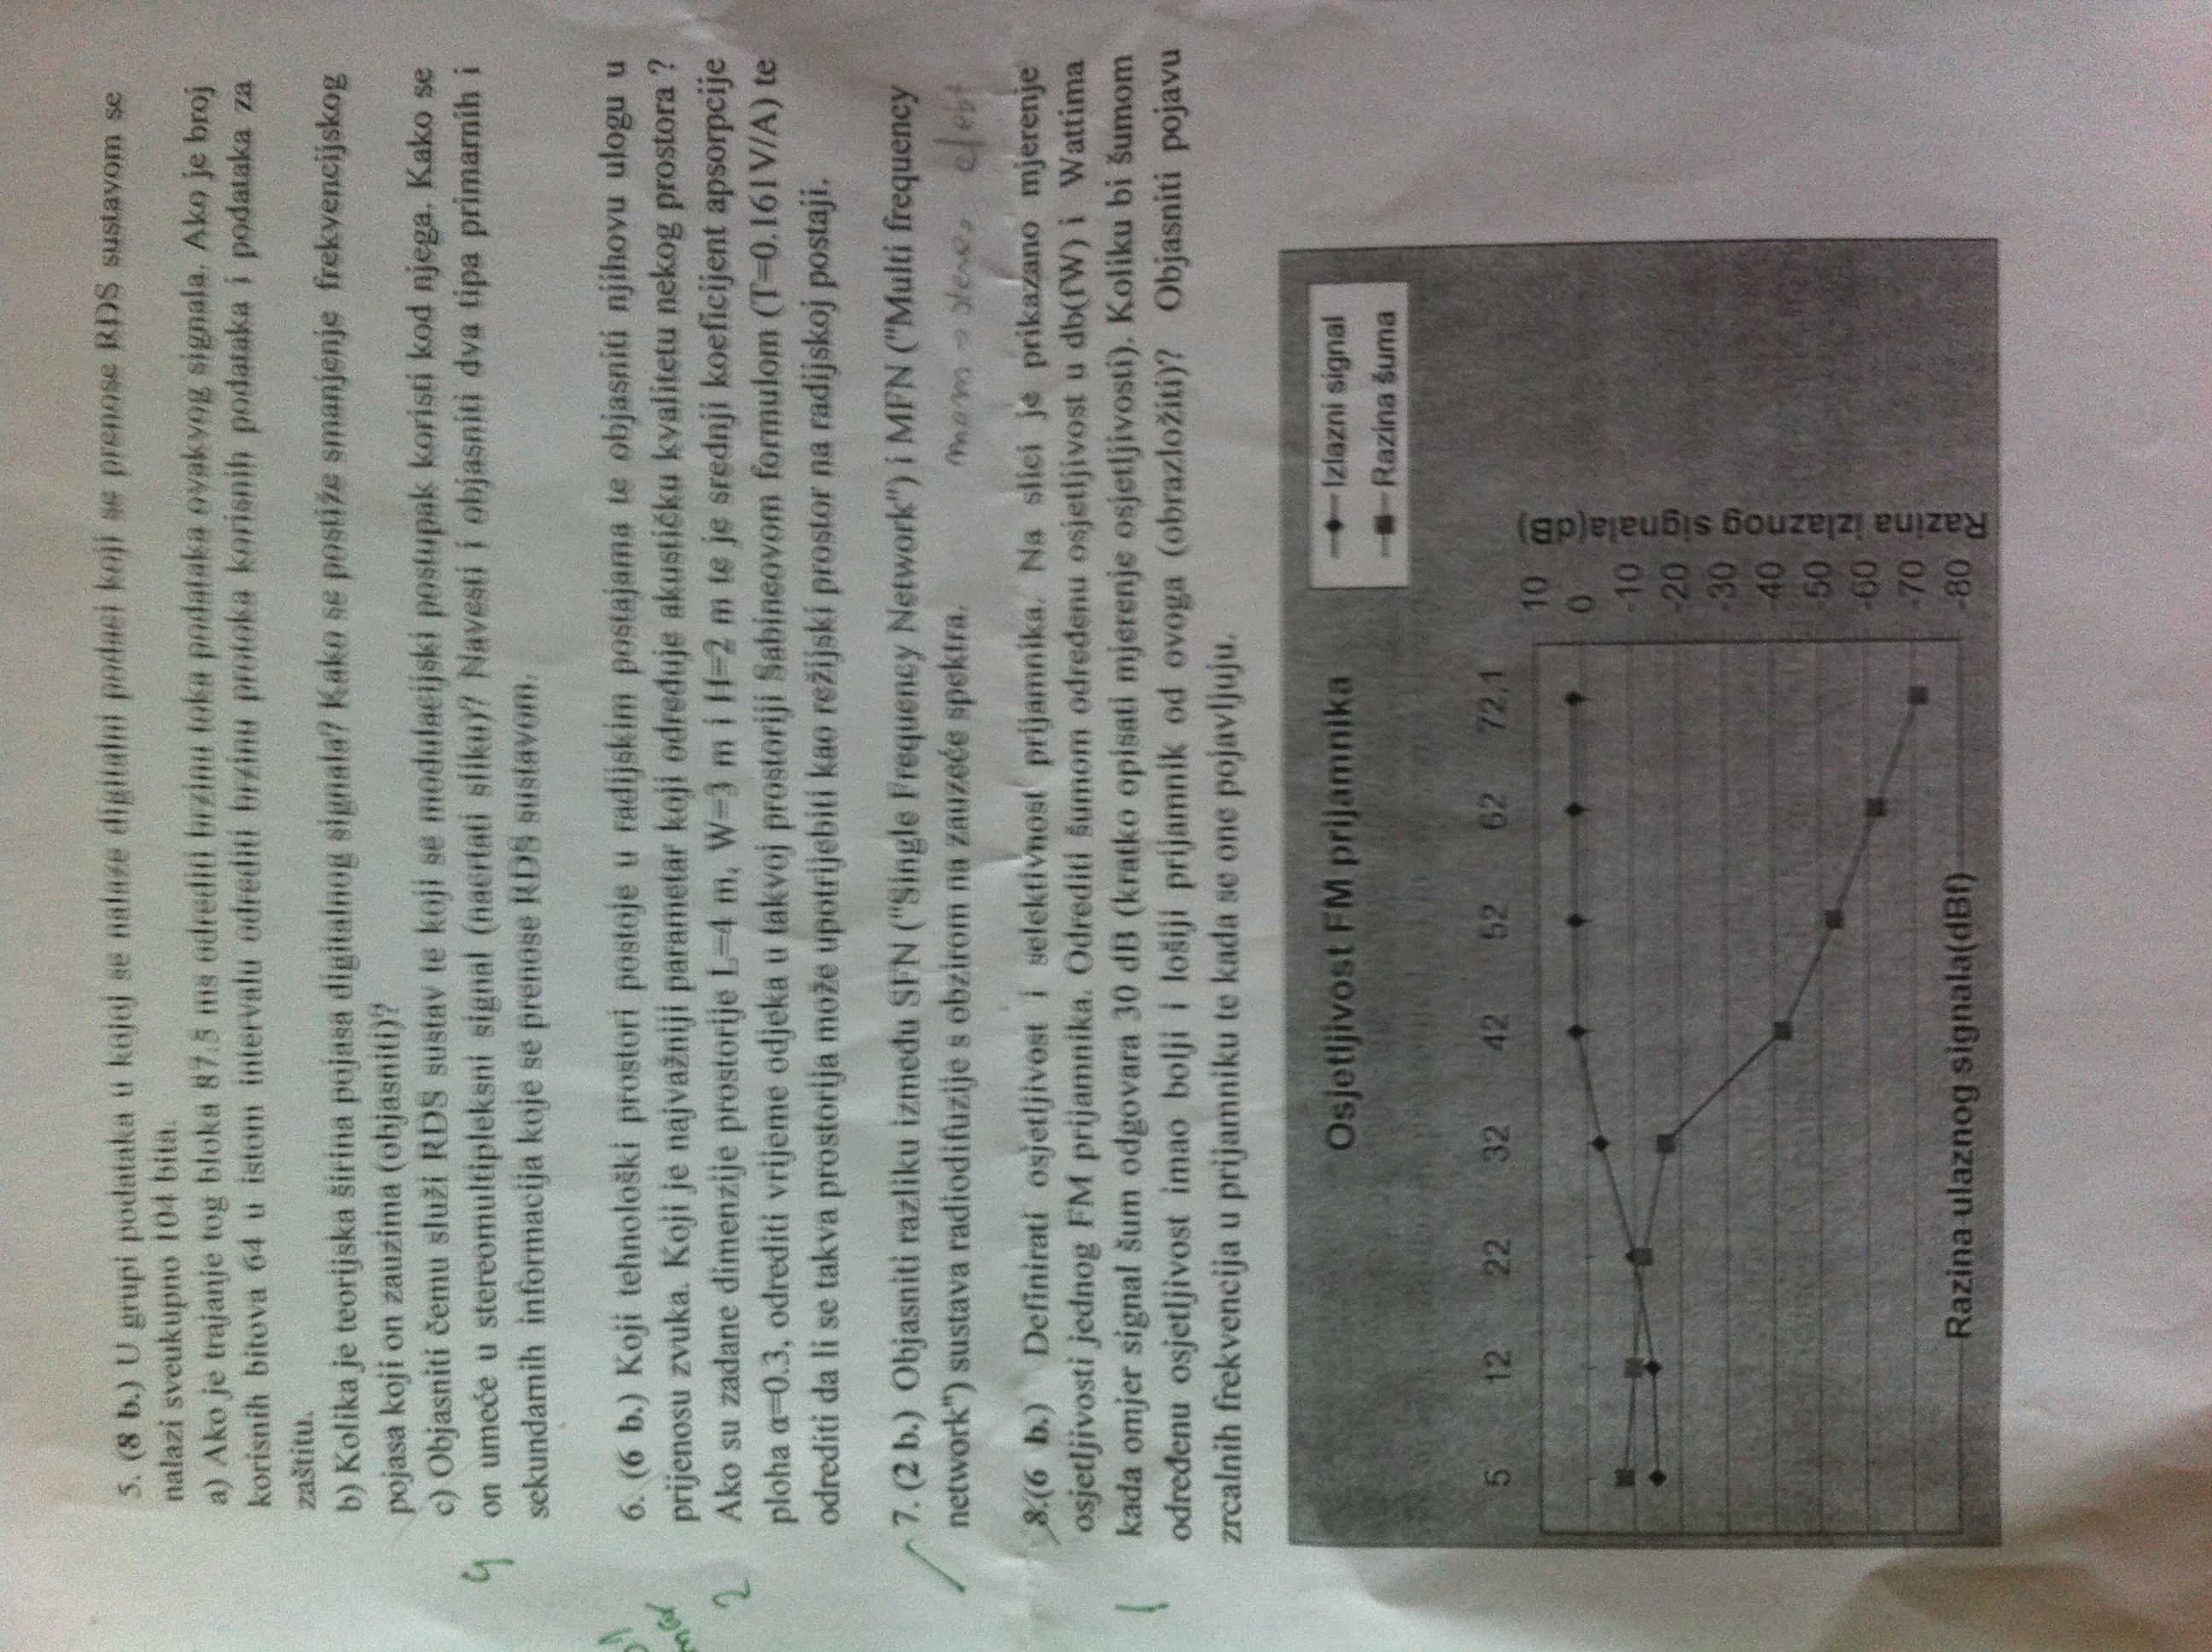 5. (8 b.) U grupi podataka u kojoj se nalaze digitalni podaci koji se prenose RDS sustavom se
nalazi sveukupno 104 bita.
a) Ako je trajanje tog bloka 87.5 ms odrediti brzinu toka podataka ovakvog signala. Ako je broj
korisnih bitova 64 u istom intervalu odrediti brzinu protoka korisnih podataka i podataka za
zaštitu.
b) Kolika je teorijska širina pojasa digitalnog signala? Kako se postiže smanjenje frekvencijskog
pojasa koji on zauzima (objasniti)?
c) Objasniti čemu služi RDS sustav te koji se modulacijski postupak koristi kod njega. Kako se
on umeće u stereomultipleksni signal (nacrtati sliku)? Navesti i objasniti dva tipa primarnih i
sekundarnih informacija koje se prenose RDS sustavom.
6. (6 b.) Koji tehnološki prostori postoje u radijskim postajama te objasniti njihovu ulogu u
prijenosu zvuka. Koji je najvažniji parametar koji određuje akustičku kvalitetu nekog prostora ?
2
Ako su zadane dimenzije prostorije L=4 m, W=3 m i H=2 m te je srednji koeficijent apsorpcije
ploha α=0.3, odrediti vrijeme odjeka u takvoj prostoriji Sabineovom formulom (T=0.161V/A) te
odrediti da li se takva prostorija može upotrijebiti kao režijski prostor na radijskoj postaji.
7. (2 b.) Objasniti razliku između SFN ("Single Frequency Network") i MFN ("Multi frequency
network") sustava radiodifuzije s obzirom na zauzeće spektra.
8.(6 b.) Definirati osjetljivost i selektivnost prijamnika. Na slici je prikazano mjerenje
osjetljivosti jednog FM prijamnika. Odrediti šumom određenu osjetljivost u db(fW) i Wattima
kada omjer signal šum odgovara 30 dB (kratko opisati mjerenje osjetljivosti). Koliku bi šumom
određenu osjetljivost imao bolji i lošiji prijamnik od ovoga (obrazložiti)? Objasniti pojavu
zrcalnih frekvencija u prijamniku te kada se one pojavljuju.
Osjetljivost FM prijamnika
Izlazni signal
Razina šuma
5 12 22 32 42 52 62 72,1
10
0
-10
-20
-30
-40
-50
-60
-70
-80
Razina izlaznog signala(dB)
Razina ulaznog signala(dBf)